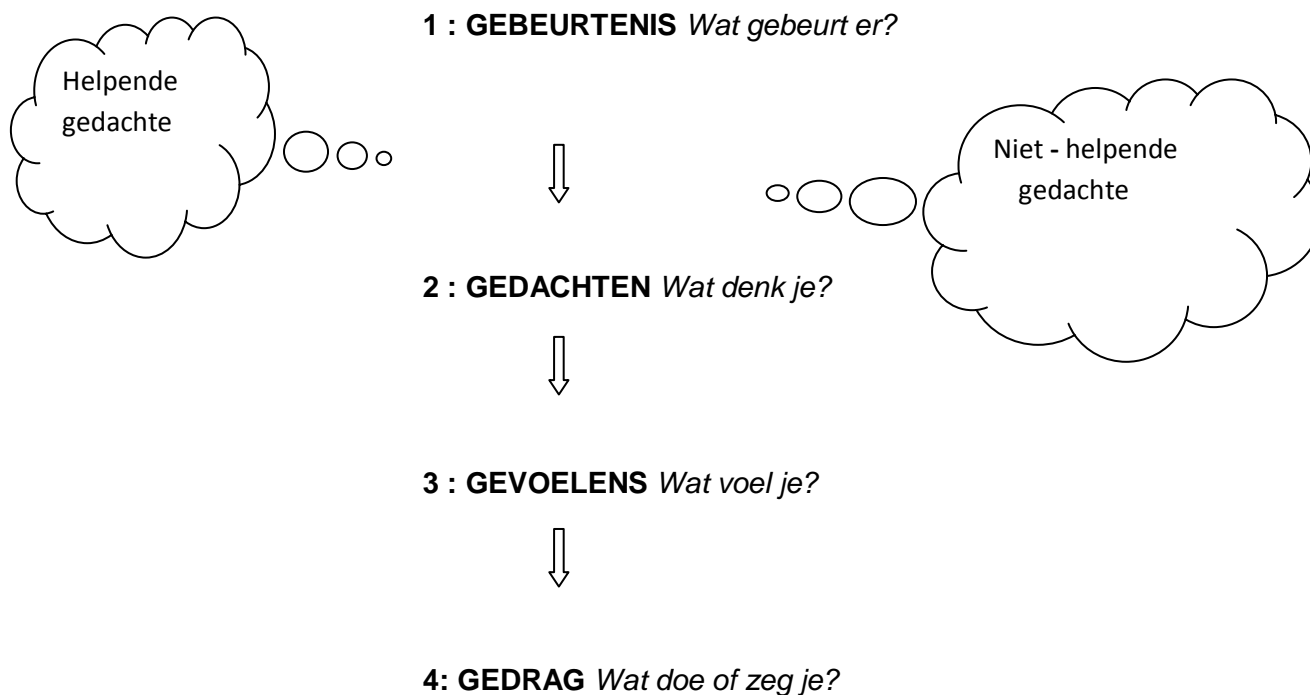 1 : GEBEURTENIS Wat gebeurt er?
Helpende
gedachte
Niet - helpende
gedachte
2 : GEDACHTEN Wat denk je?
3 : GEVOELENS Wat voel je?
4: GEDRAG Wat doe of zeg je?